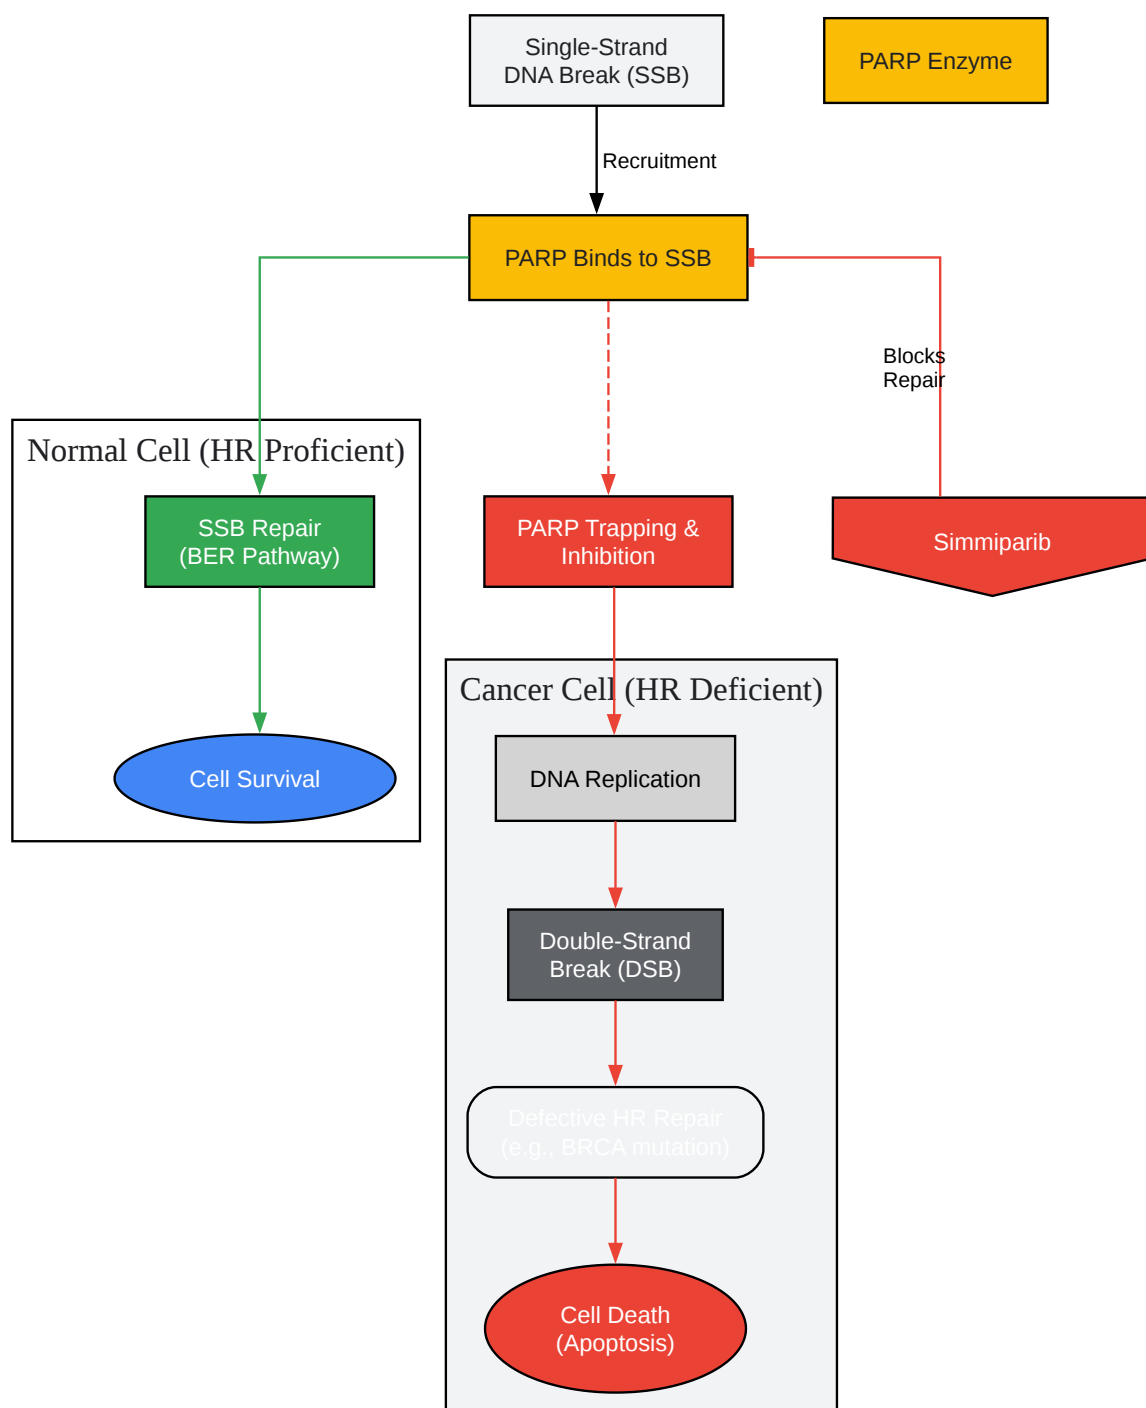 Single-Strand
DNA Break (SSB)
PARP Enzyme
Recruitment
PARP Binds to SSB
Blocks
Repair
Normal Cell (HR Proficient)
SSB Repair
(BER Pathway)
PARP Trapping &
Inhibition
Simmiparib
Cancer Cell (HR Deficient)
Cell Survival
DNA Replication
Double-Strand
Break (DSB)
Defective HR Repair
(e.g., BRCA mutation)
Cell Death
(Apoptosis)